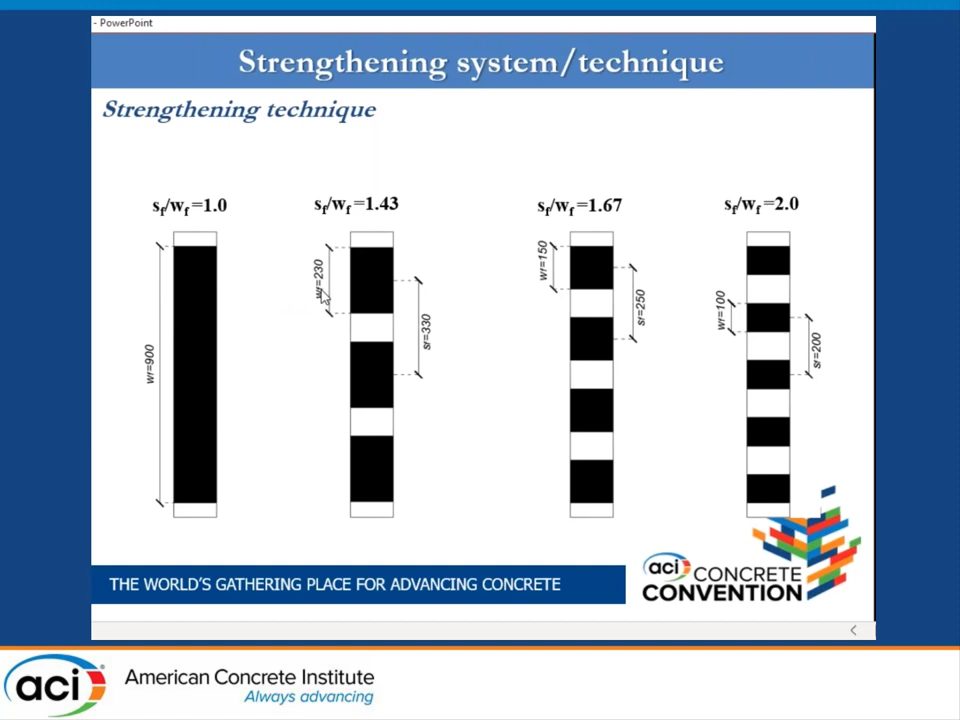 - PowerPoint
Strengthening system/technique
Strengthening technique
sf/wf =1.0
sf/wf =1.43
sf/wf =1.67
sf/wf =2.0
wf=900
wf=230
sf=330
wf=150
sf=250
wf=100
sf=200
THE WORLD'S GATHERING PLACE FOR ADVANCING CONCRETE
aci CONCRETE
CONVENTION
aci
American Concrete Institute
Always advancing